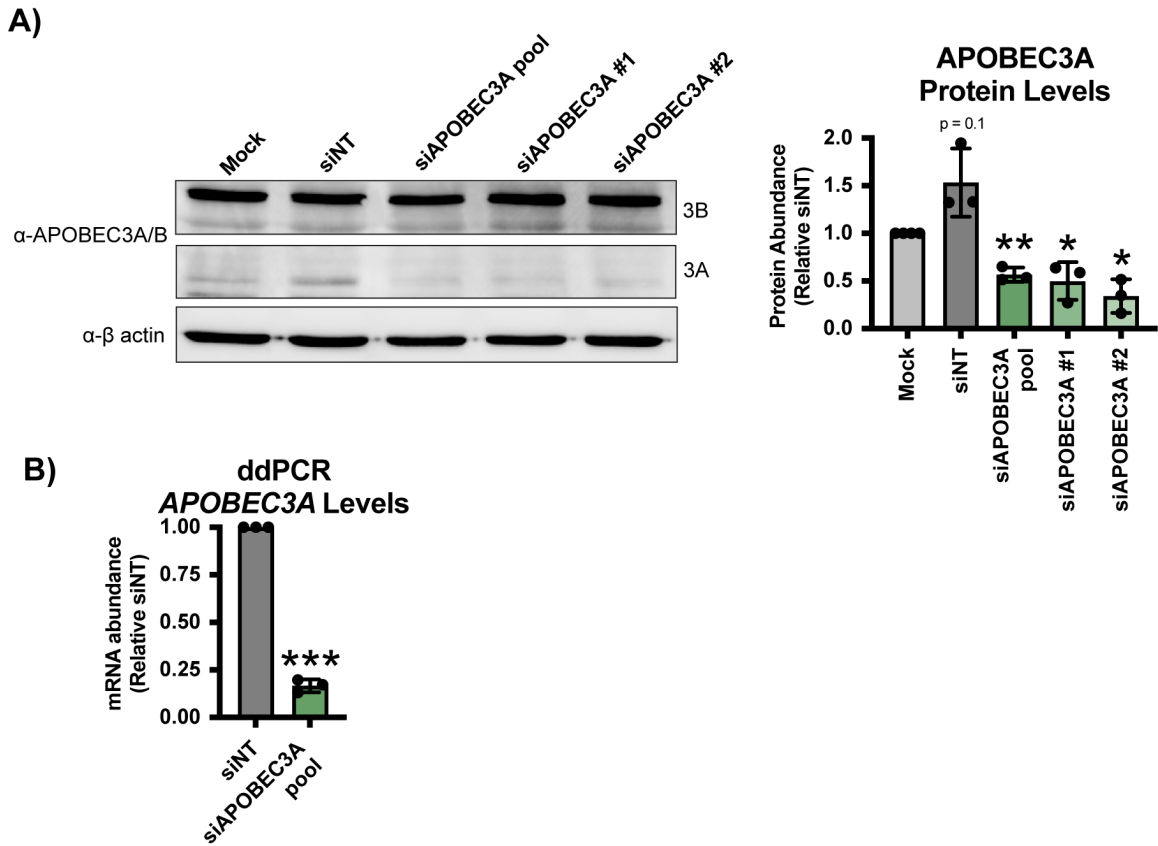 A)
Mock
siNT
siAPOBEC3A pool
siAPOBEC3A #1
siAPOBEC3A #2
α-APOBEC3A/B
3B
3A
α-β actin
APOBEC3A
Protein Levels
p = 0.1
Protein Abundance
(Relative siNT)
2.0
1.5
1.0
0.5
0.0
**
*
*
Mock
siNT
siAPOBEC3A
pool
siAPOBEC3A #1
siAPOBEC3A #2
B)
ddPCR
APOBEC3A Levels
mRNA abundance
(Relative siNT)
1.00
0.75
0.50
0.25
0.00
***
siNT
siAPOBEC3A
pool